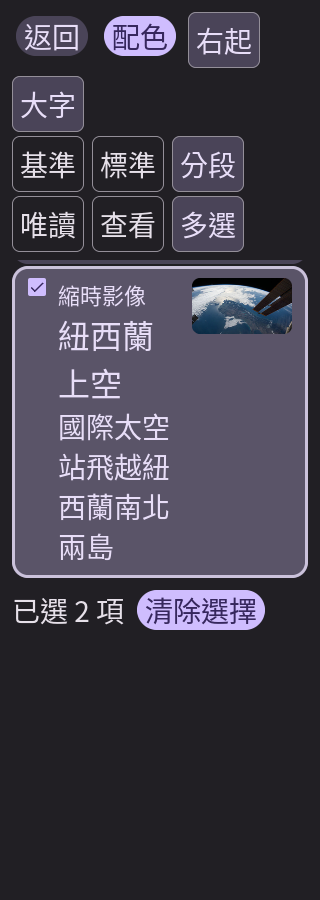 返回
配色
右起
大字
基準
標準
分段
唯讀
查看
多選
縮時影像
紐西蘭
上空
國際太空
站飛越紐
西蘭南北
兩島
已選 2 項
清除選擇